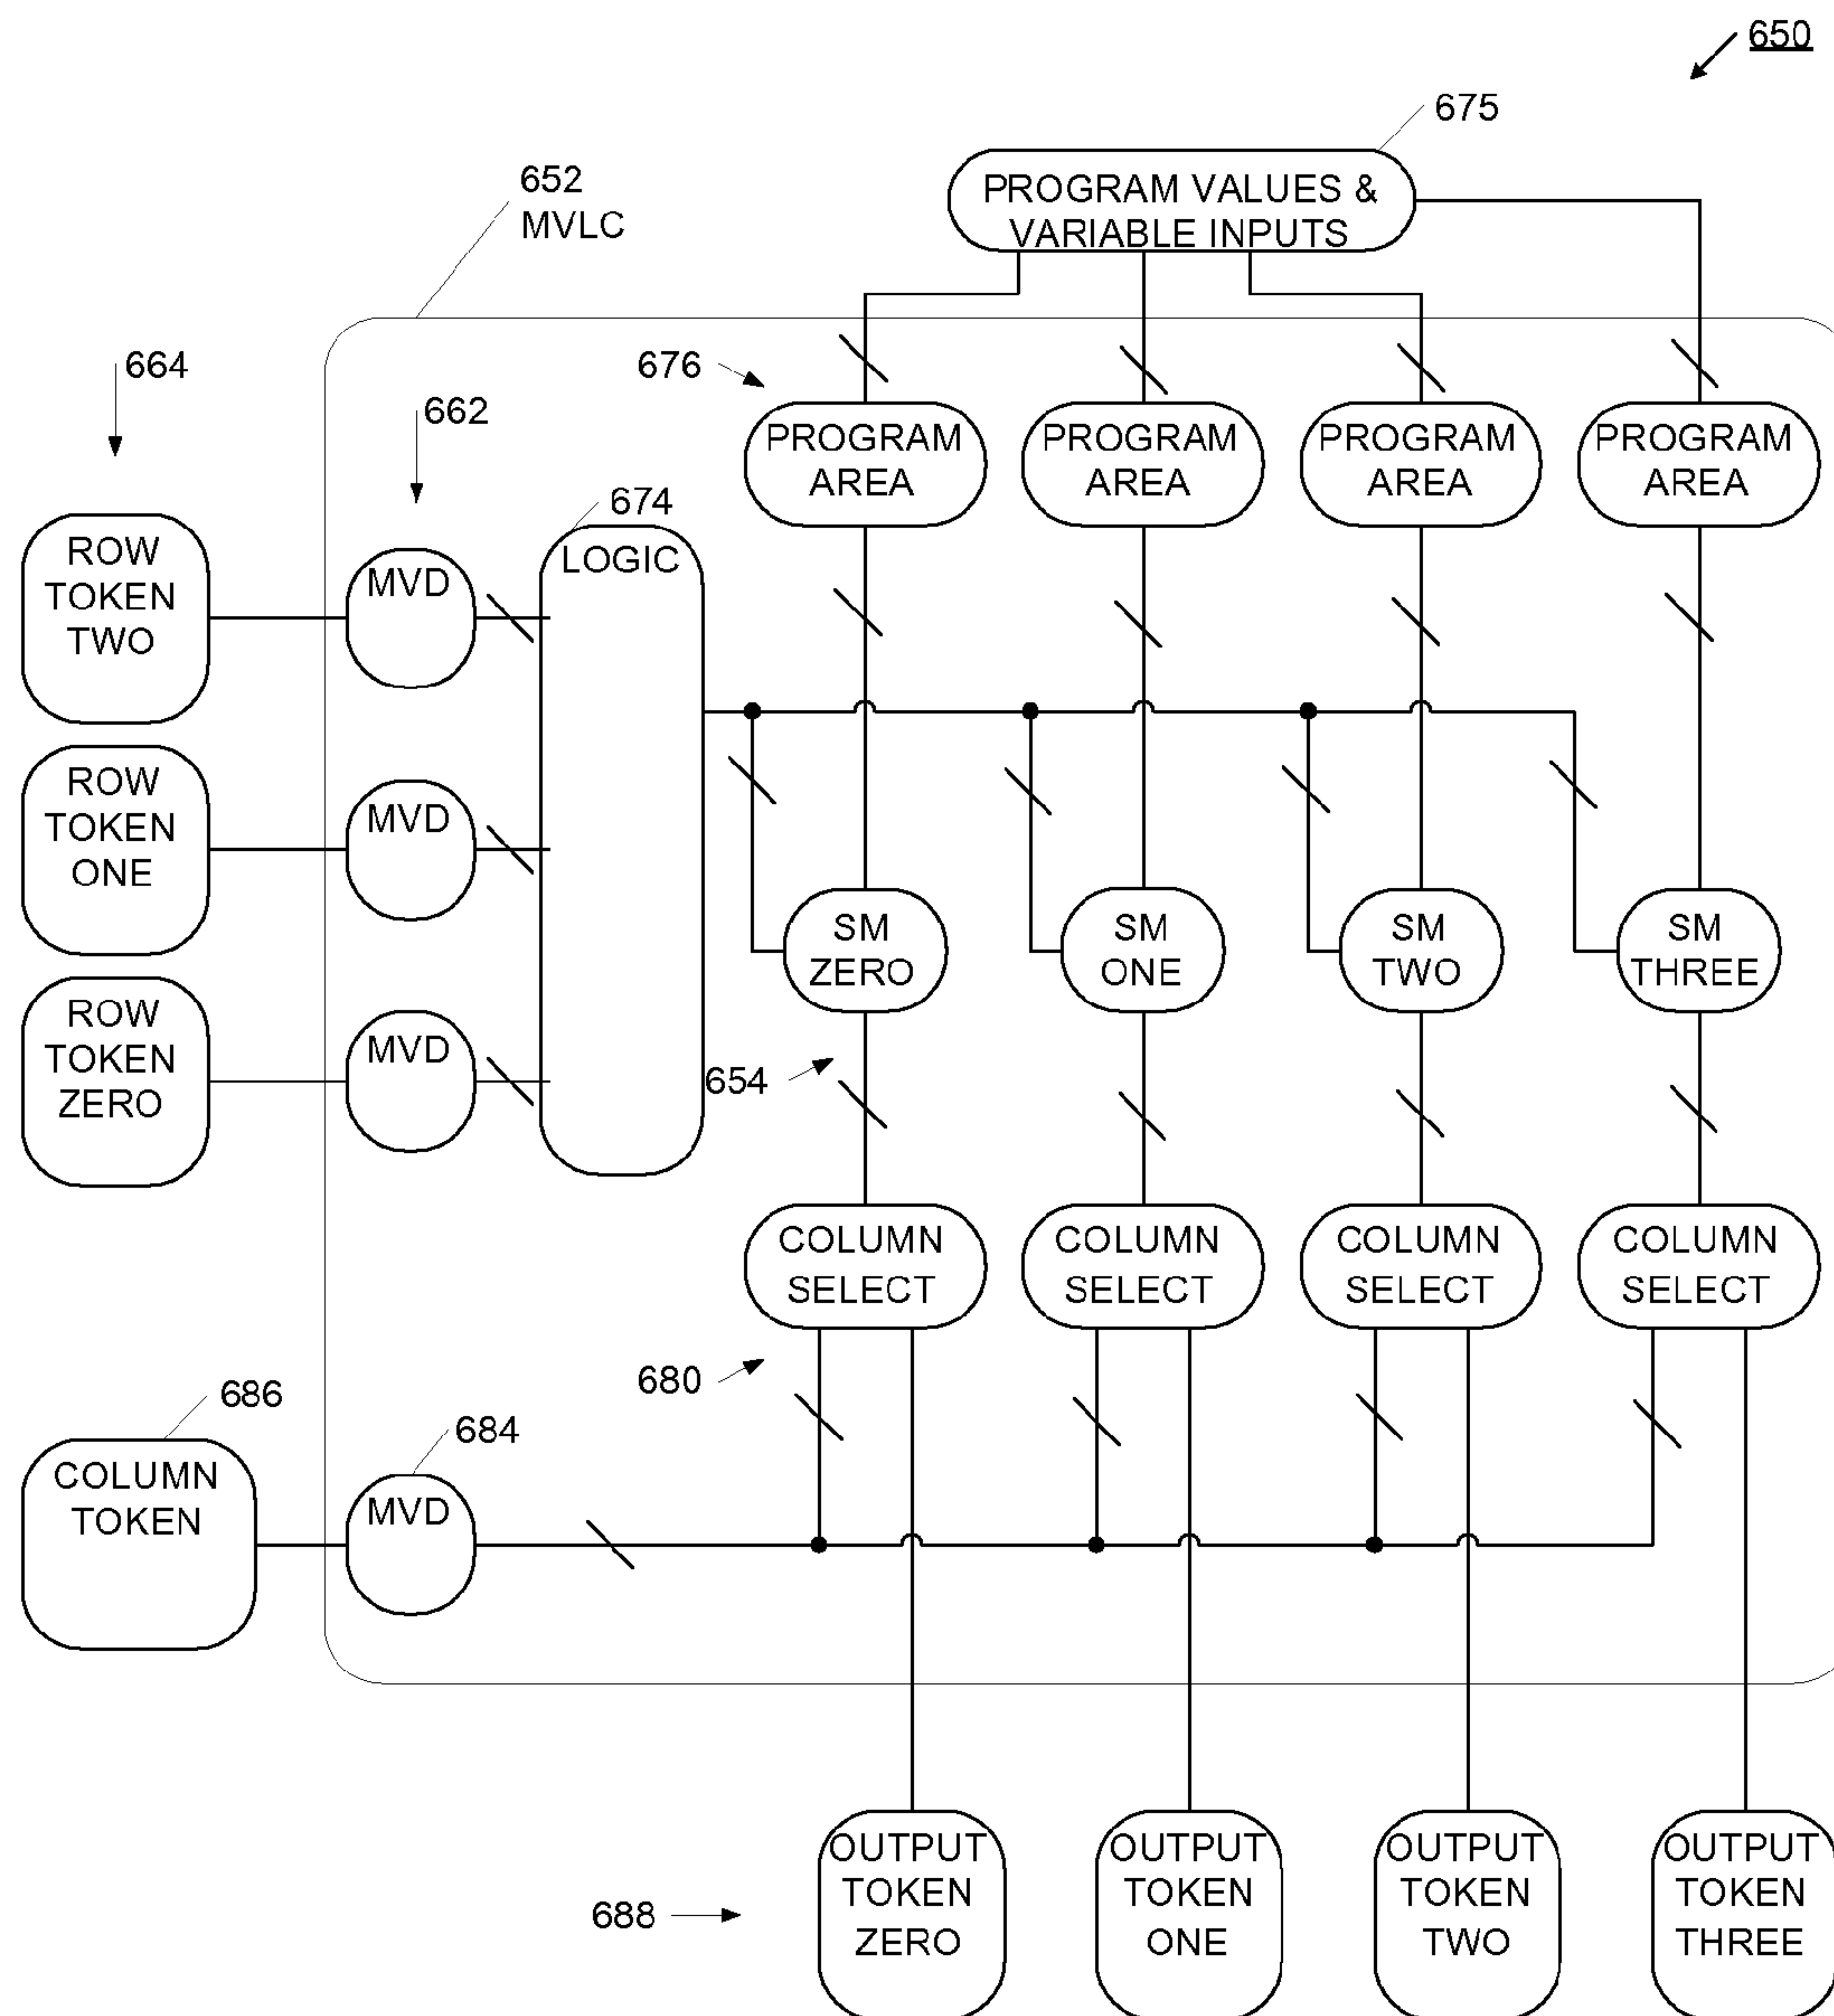 650
675
PROGRAM VALUES &
VARIABLE INPUTS
652
MVLC
664
662
676
PROGRAM
AREA
PROGRAM
AREA
PROGRAM
AREA
PROGRAM
AREA
674
LOGIC
ROW
TOKEN
TWO
MVD
ROW
TOKEN
ONE
MVD
ROW
TOKEN
ZERO
MVD
SM
ZERO
SM
ONE
SM
TWO
SM
THREE
654
COLUMN
SELECT
COLUMN
SELECT
COLUMN
SELECT
COLUMN
SELECT
680
686
COLUMN
TOKEN
684
MVD
688
OUTPUT
TOKEN
ZERO
OUTPUT
TOKEN
ONE
OUTPUT
TOKEN
TWO
OUTPUT
TOKEN
THREE